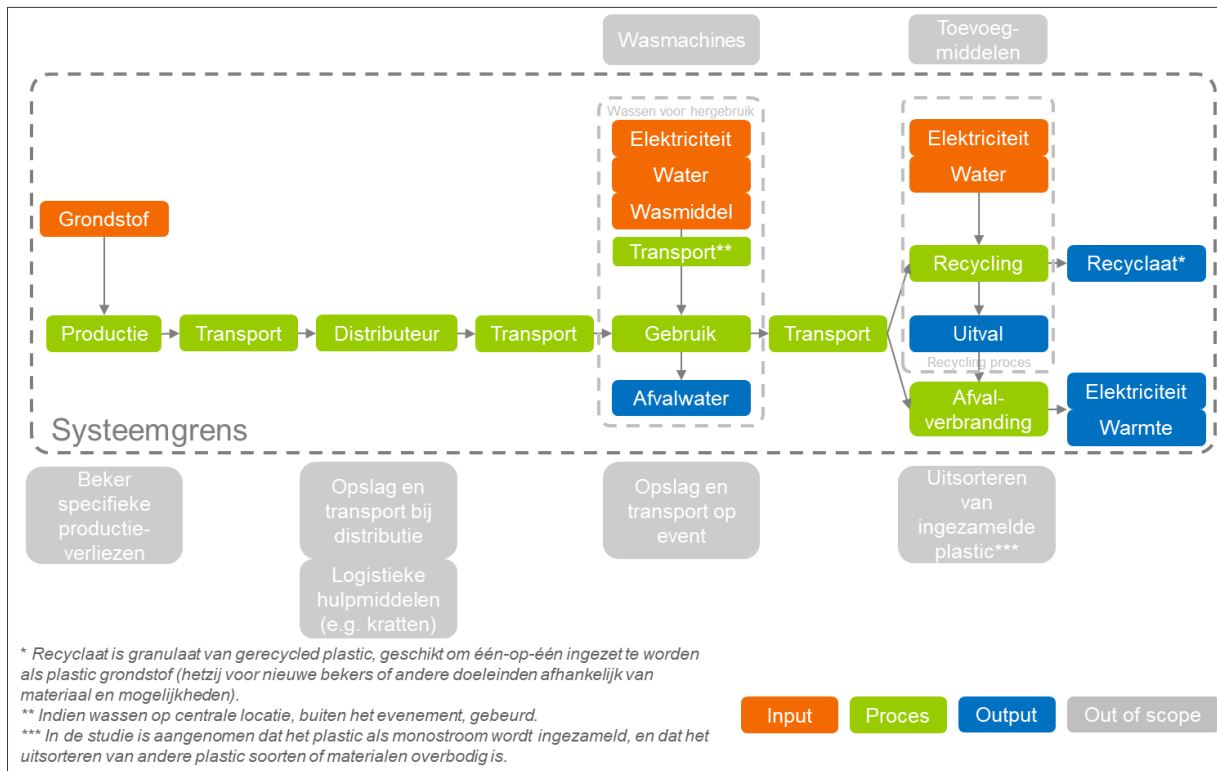 Wasmachines
Toevoeg-
middelen
Wassen voor hergebruik
Elektriciteit
Water
Wasmiddel
Transport**
Elektriciteit
Water
Grondstof
Recycling
Recyclaat*
Productie
Transport
Distributeur
Transport
Gebruik
Transport
Uitval
Recycling proces
Afvalwater
Afval-
verbranding
Elektriciteit
Warmte
Systeemgrens
Beker
specifieke
productie-
verliezen
Opslag en
transport bij
distributie
Logistieke
hulpmiddelen
(e.g. kratten)
Opslag en
transport op
event
Uitsorteren
van
ingezamelde
plastic***
* Recyclaat is granulaat van gerecycled plastic, geschikt om één-op-één ingezet te worden
als plastic grondstof (hetzij voor nieuwe bekers of andere doeleinden afhankelijk van
materiaal en mogelijkheden).
** Indien wassen op centrale locatie, buiten het evenement, gebeurd.
*** In de studie is aangenomen dat het plastic als monostroom wordt ingezameld, en dat het
uitsorteren van andere plastic soorten of materialen overbodig is.
Input
Proces
Output
Out of scope